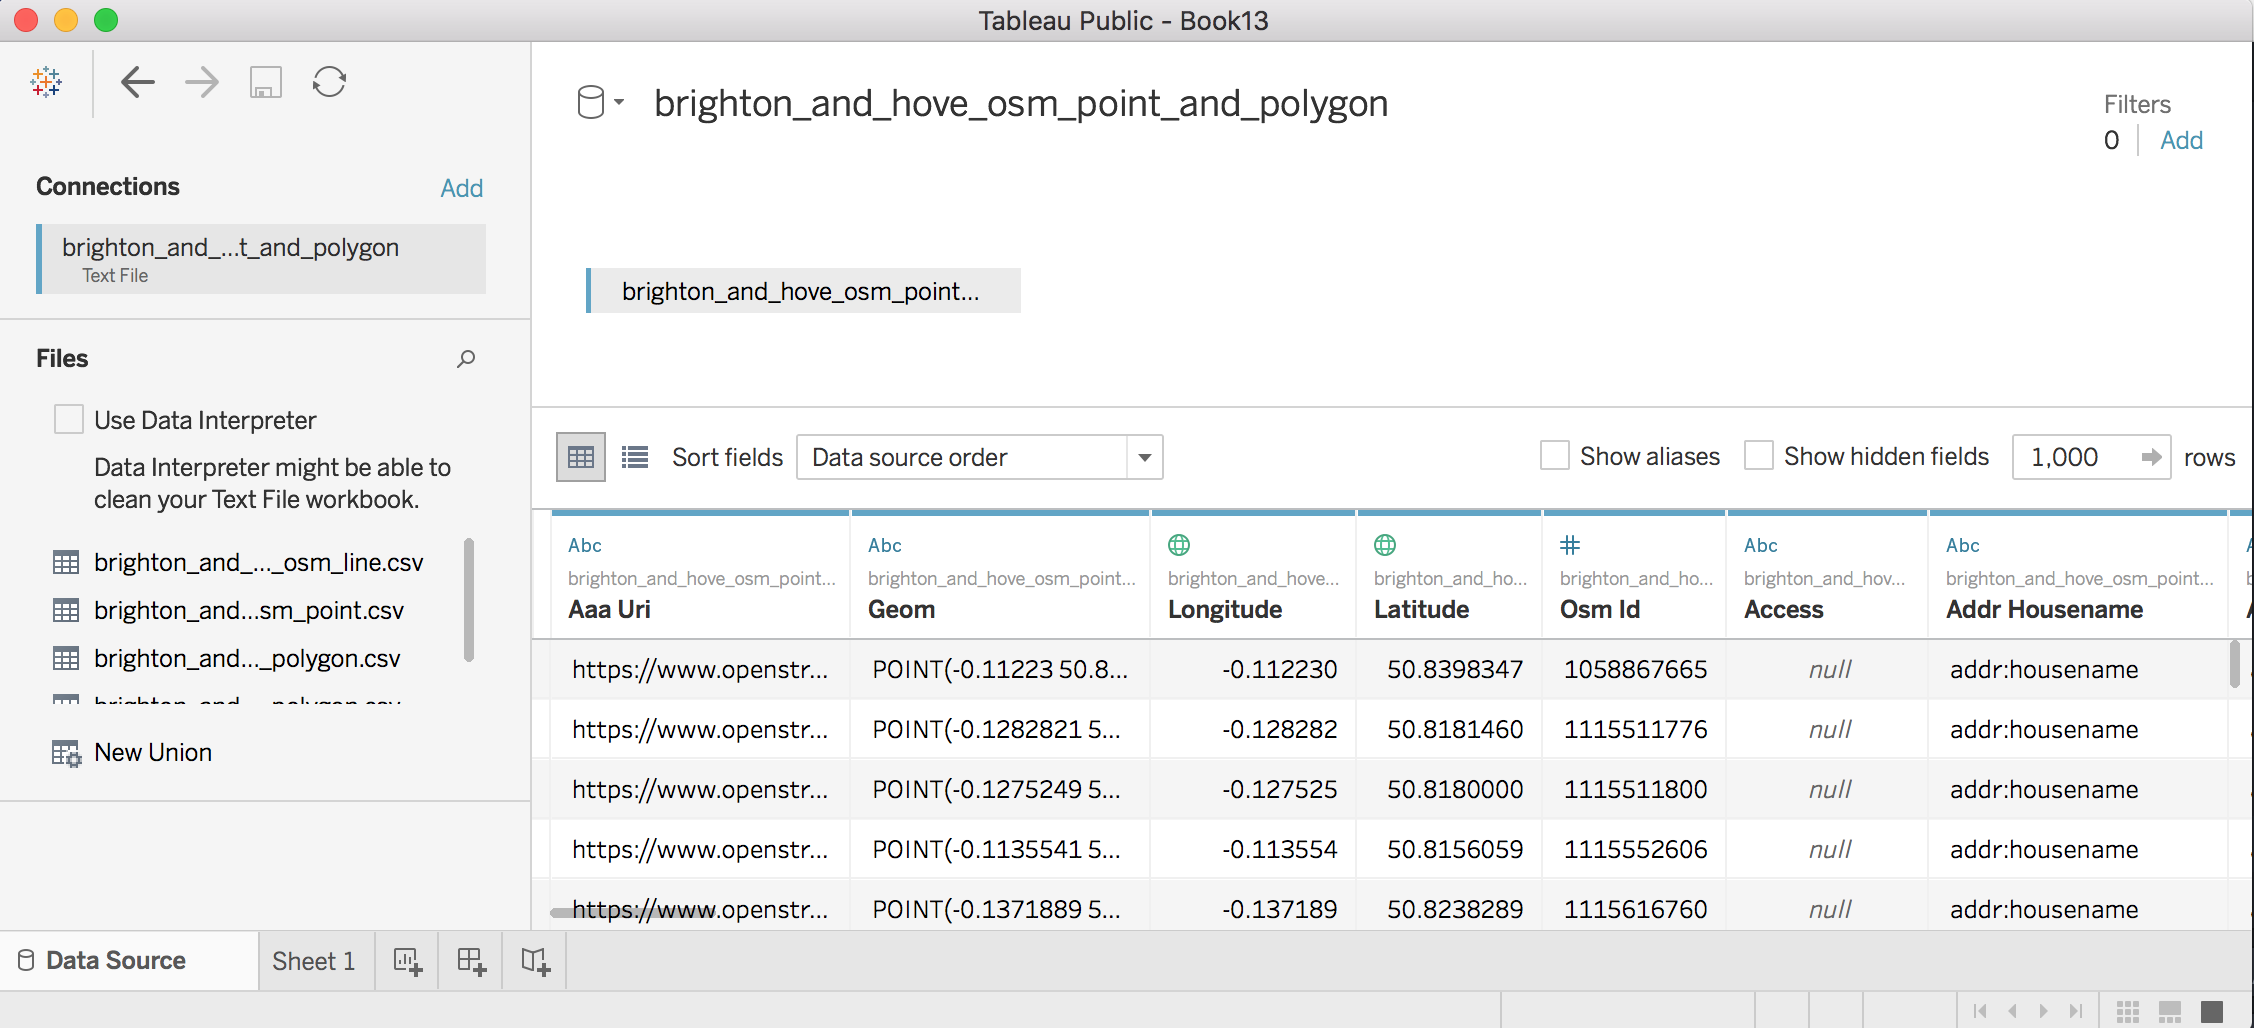 Tableau Public - Book13
Connections Add
brighton_and_...t_and_polygon
Text File
Files
Use Data Interpreter
Data Interpreter might be able to
clean your Text File workbook.
brighton_and_..._osm_line.csv
brighton_and...sm_point.csv
brighton_and..._polygon.csv
New Union
brighton_and_hove_osm_point_and_polygon
Filters
0 Add
brighton_and_hove_osm_point...
Sort fields Data source order Show aliases Show hidden fields 1,000 rows
Abc Abc # Abc Abc
brighton_and_hove_osm_point... brighton_and_hove_osm_point... brighton_and_hove... brighton_and_ho... brighton_and_ho... brighton_and_hov... brighton_and_hove_osm_point...
Aaa Uri Geom Longitude Latitude Osm Id Access Addr Housename
https://www.openstr... POINT(-0.11223 50.8... -0.112230 50.8398347 1058867665 null addr:housename
https://www.openstr... POINT(-0.1282821 5... -0.128282 50.8181460 1115511776 null addr:housename
https://www.openstr... POINT(-0.1275249 5... -0.127525 50.8180000 1115511800 null addr:housename
https://www.openstr... POINT(-0.1135541 5... -0.113554 50.8156059 1115552606 null addr:housename
https://www.openstr... POINT(-0.1371889 5... -0.137189 50.8238289 1115616760 null addr:housename
Data Source Sheet 1